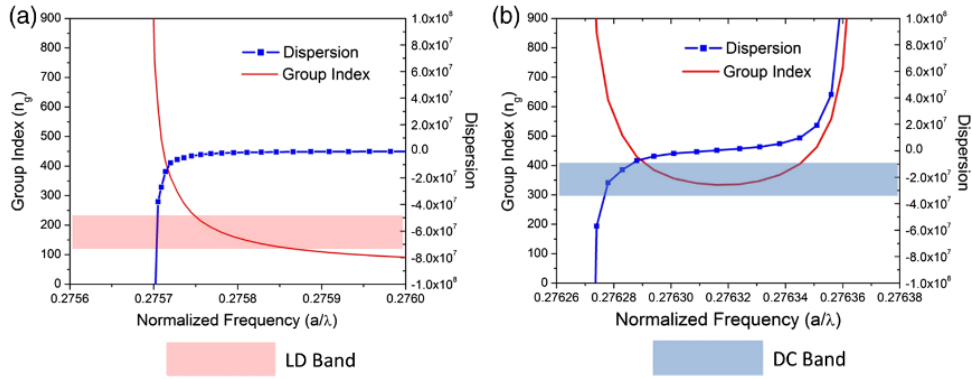 (a)
900
800
700
600
500
400
300
200
100
0
Group Index (n_g)
Dispersion
Group Index
1.0x10^8
8.0x10^7
6.0x10^7
4.0x10^7
2.0x10^7
0.0
-2.0x10^7
-4.0x10^7
-6.0x10^7
-8.0x10^7
-1.0x10^8
Dispersion
0.2756 0.2757 0.2758 0.2759 0.2760
Normalized Frequency (a/λ)
LD Band
(b)
900
800
700
600
500
400
300
200
100
0
Group Index (n_g)
Dispersion
Group Index
1.0x10^8
8.0x10^7
6.0x10^7
4.0x10^7
2.0x10^7
0.0
-2.0x10^7
-4.0x10^7
-6.0x10^7
-8.0x10^7
-1.0x10^8
Dispersion
0.27626 0.27628 0.27630 0.27632 0.27634 0.27636 0.27638
Normalized Frequency (a/λ)
DC Band